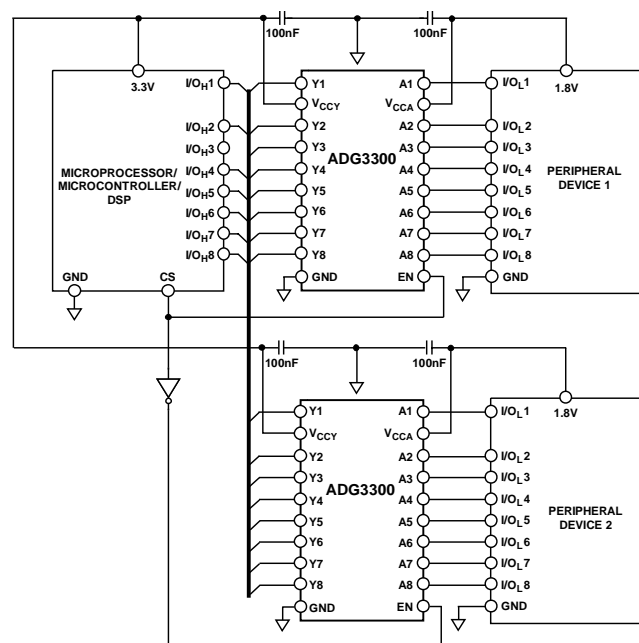 100nF 100nF
3.3V
I/OH1
I/OH2
I/OH3
I/OH4
I/OH5
I/OH6
I/OH7
I/OH8
MICROPROCESSOR/
MICROCONTROLLER/
DSP
GND
CS
Y1
VCCY
Y2
Y3
Y4
Y5
Y6
Y7
Y8
GND
ADG3300
A1
VCCA
A2
A3
A4
A5
A6
A7
A8
EN
I/OL1
I/OL2
I/OL3
I/OL4
I/OL5
I/OL6
I/OL7
I/OL8
GND
1.8V
PERIPHERAL
DEVICE 1
100nF 100nF
Y1
VCCY
Y2
Y3
Y4
Y5
Y6
Y7
Y8
GND
ADG3300
A1
VCCA
A2
A3
A4
A5
A6
A7
A8
EN
I/OL1
I/OL2
I/OL3
I/OL4
I/OL5
I/OL6
I/OL7
I/OL8
GND
1.8V
PERIPHERAL
DEVICE 2